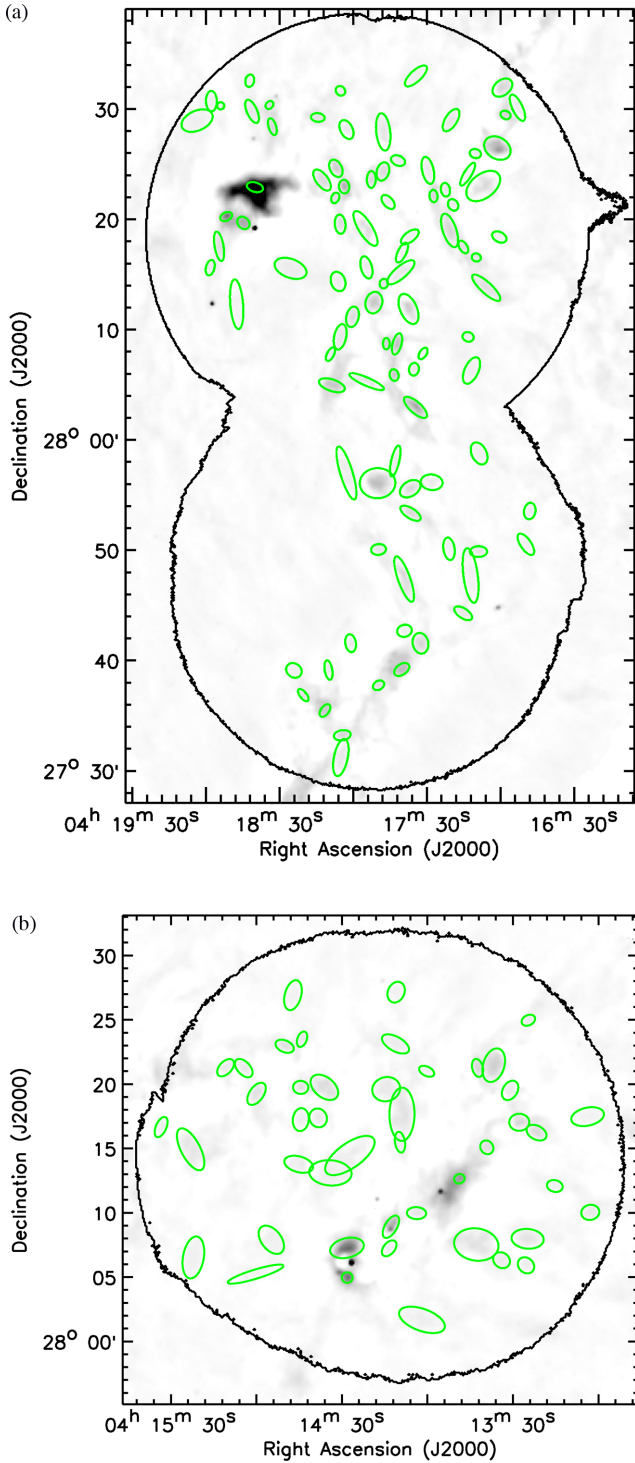 (a)
30
20
10
28° 00'
50
40
27° 30'
Declination (J2000)
04ʰ 19ᵐ 30ˢ 18ᵐ 30ˢ 17ᵐ 30ˢ 16ᵐ 30ˢ
Right Ascension (J2000)
(b)
30
25
20
15
10
05
28° 00'
Declination (J2000)
04ʰ 15ᵐ 30ˢ 14ᵐ 30ˢ 13ᵐ 30ˢ
Right Ascension (J2000)